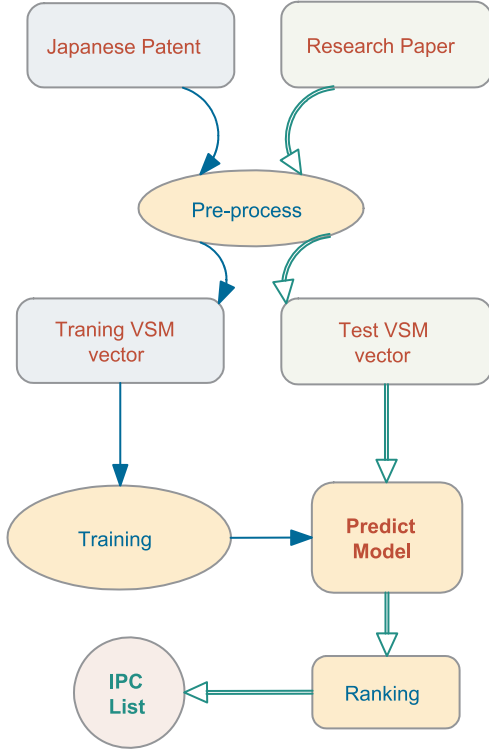 Japanese Patent
Research Paper
Pre-process
Traning VSM
vector
Test VSM
vector
Training
Predict
Model
IPC
List
Ranking